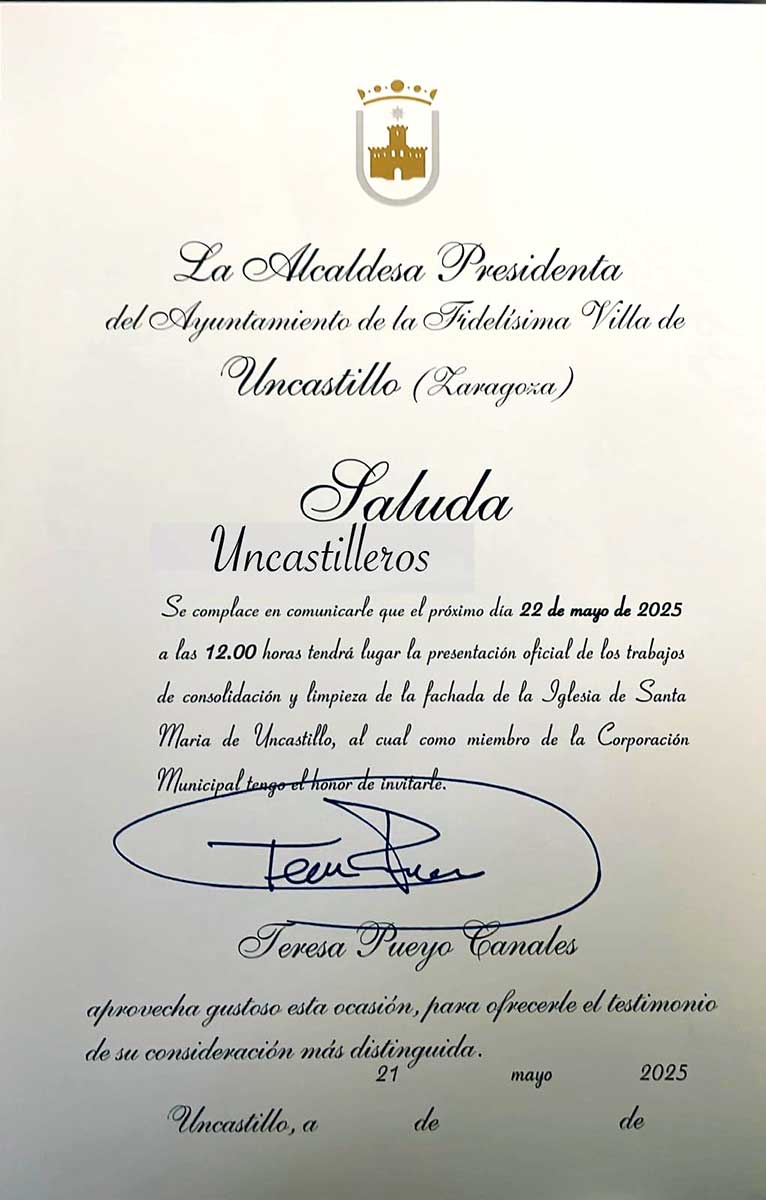 La Alcaldesa Presidenta
del Ayuntamiento de la Fidelísima Villa de
Uncastillo (Zaragoza)
Saluda
Uncastilleros
Se complace en comunicarle que el próximo día 22 de mayo de 2025
a las 12.00 horas tendrá lugar la presentación oficial de los trabajos
de consolidación y limpieza de la fachada de la Iglesia de Santa
Maria de Uncastillo, al cual como miembro de la Corporación
Municipal tengo el honor de invitarle.
Teresa Pueyo Canales
aprovecha gustoso esta ocasión, para ofrecerle el testimonio
de su consideración más distinguida.
21 mayo 2025
Uncastillo, a de de